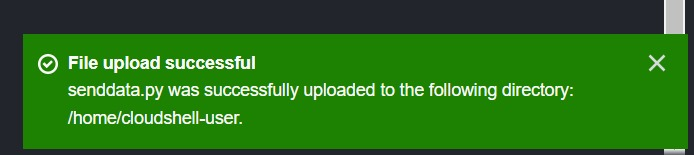 File upload successful
senddata.py was successfully uploaded to the following directory:
/home/cloudshell-user.